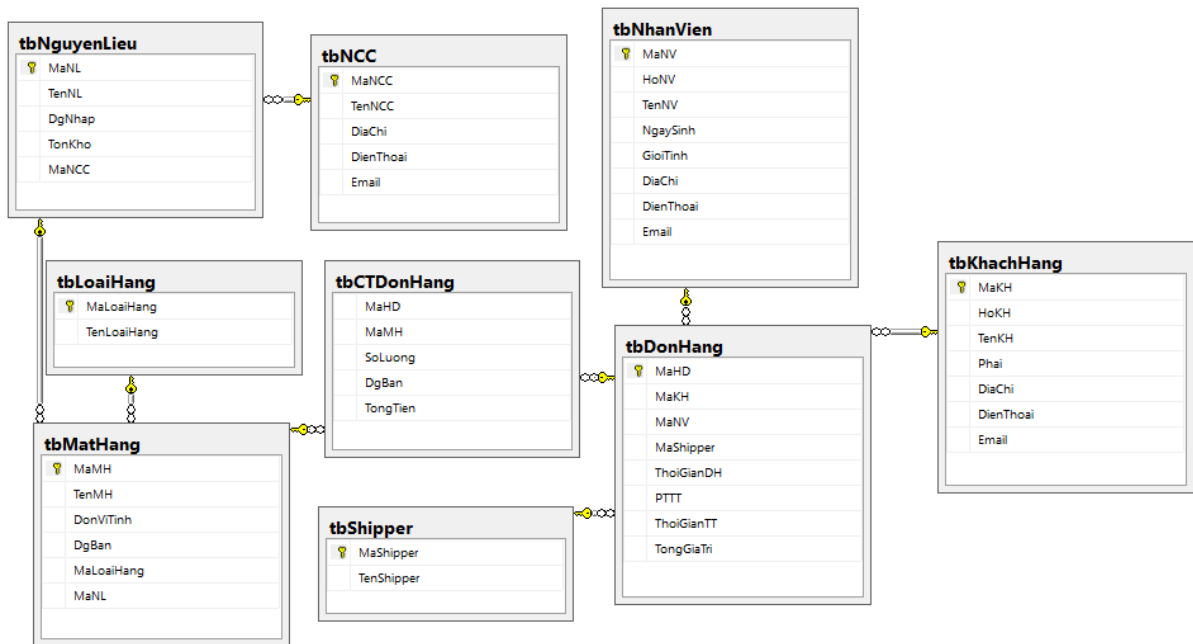 tbNguyenLieu
MaNL
TenNL
DgNhap
TonKho
MaNCC
tbNCC
MaNCC
TenNCC
DiaChi
DienThoai
Email
tbNhanVien
MaNV
HoNV
TenNV
NgaySinh
GioiTinh
DiaChi
DienThoai
Email
tbLoaiHang
MaLoaiHang
TenLoaiHang
tbCTDonHang
MaHD
MaMH
SoLuong
DgBan
TongTien
tbDonHang
MaHD
MaKH
MaNV
MaShipper
ThoiGianDH
PTTT
ThoiGianTT
TongGiaTri
tbKhachHang
MaKH
HoKH
TenKH
Phai
DiaChi
DienThoai
Email
tbMatHang
MaMH
TenMH
DonViTinh
DgBan
MaLoaiHang
MaNL
tbShipper
MaShipper
TenShipper